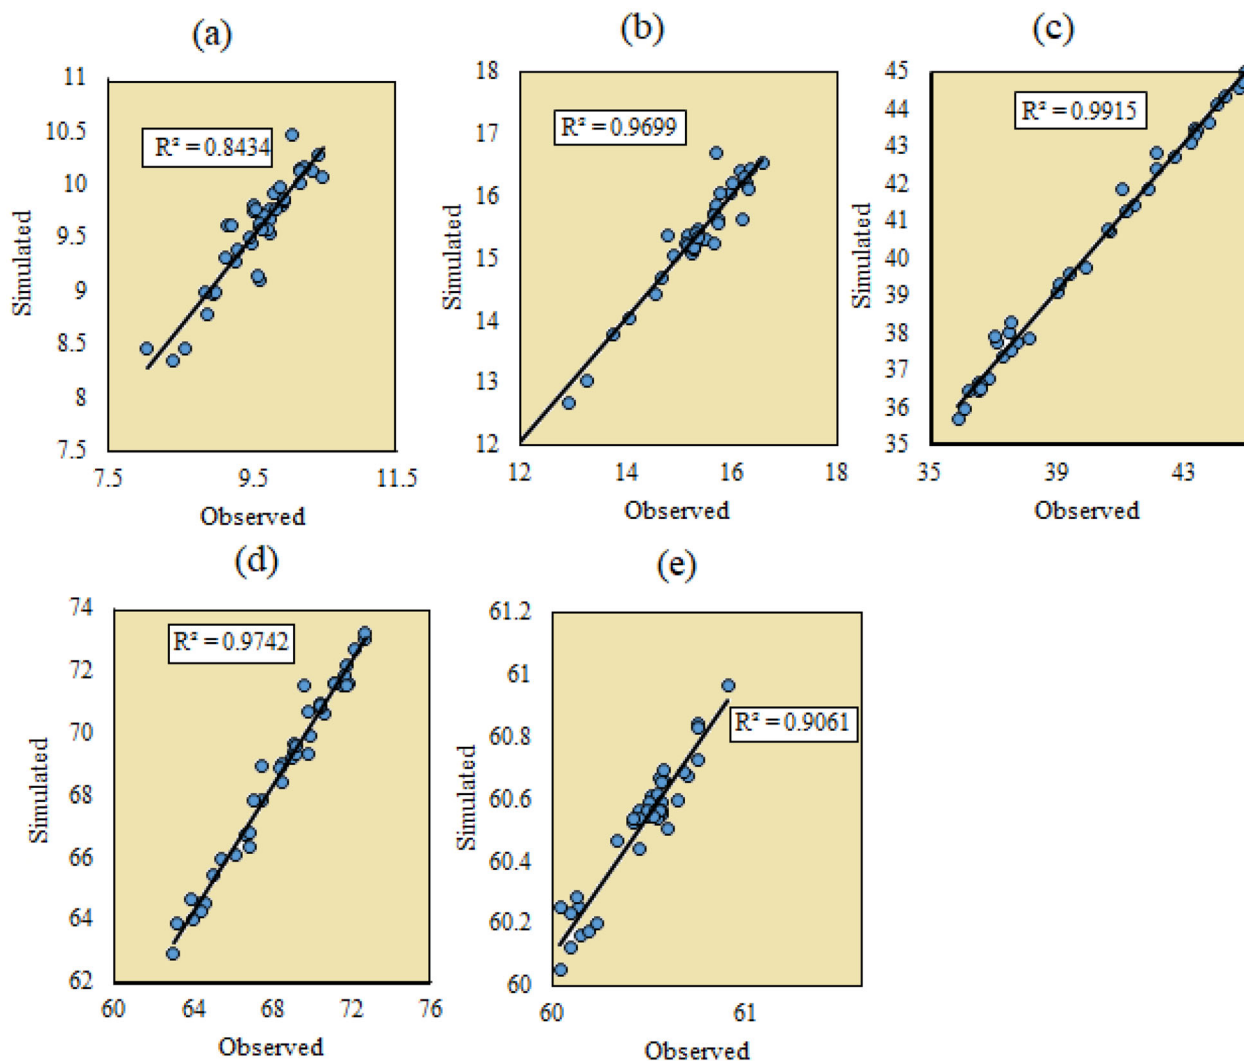 (a)
R² = 0.8434
11
10.5
10
9.5
9
8.5
8
7.5
7.5 9.5 11.5
Simulated
Observed
(b)
R² = 0.9699
18
17
16
15
14
13
12
12 14 16 18
Simulated
Observed
(c)
R² = 0.9915
45
44
43
42
41
40
39
38
37
36
35
35 39 43
Simulated
Observed
(d)
R² = 0.9742
74
72
70
68
66
64
62
60 64 68 72 76
Simulated
Observed
(e)
R² = 0.9061
61.2
61
60.8
60.6
60.4
60.2
60
60 61
Simulated
Observed